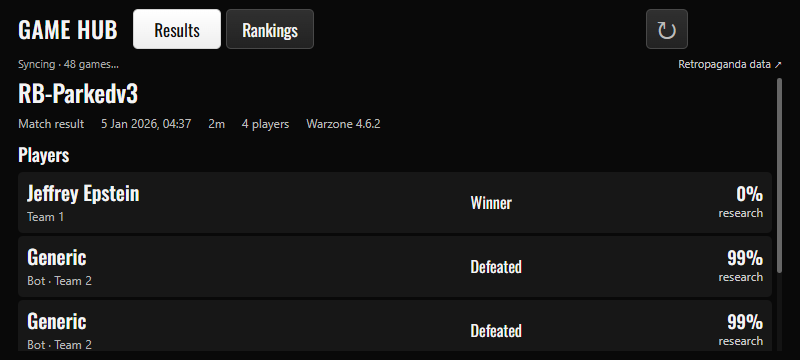 GAME HUB
Results
Rankings
Syncing · 48 games...
Retropaganda data ↗
RB-Parkedv3
Match result 5 Jan 2026, 04:37 2m 4 players Warzone 4.6.2
Players
Jeffrey Epstein
Team 1
Winner
0%
research
Generic
Bot · Team 2
Defeated
99%
research
Generic
Bot · Team 2
Defeated
99%
research